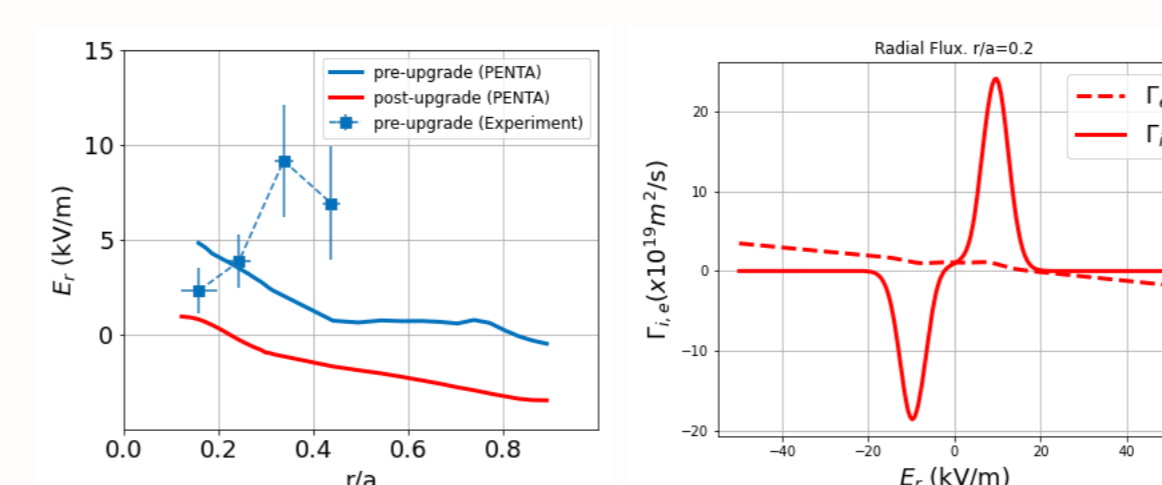 15
10
5
0
E_r (kV/m)
pre-upgrade (PENTA)
post-upgrade (PENTA)
pre-upgrade (Experiment)
0.0 0.2 0.4 0.6 0.8
r/a
Radial Flux. r/a=0.2
20
10
0
−10
−20
Γ_{i, e}(x10^{19}m^2/s)
Γ_e
Γ_i
−40 −20 0 20 40
E_r (kV/m)